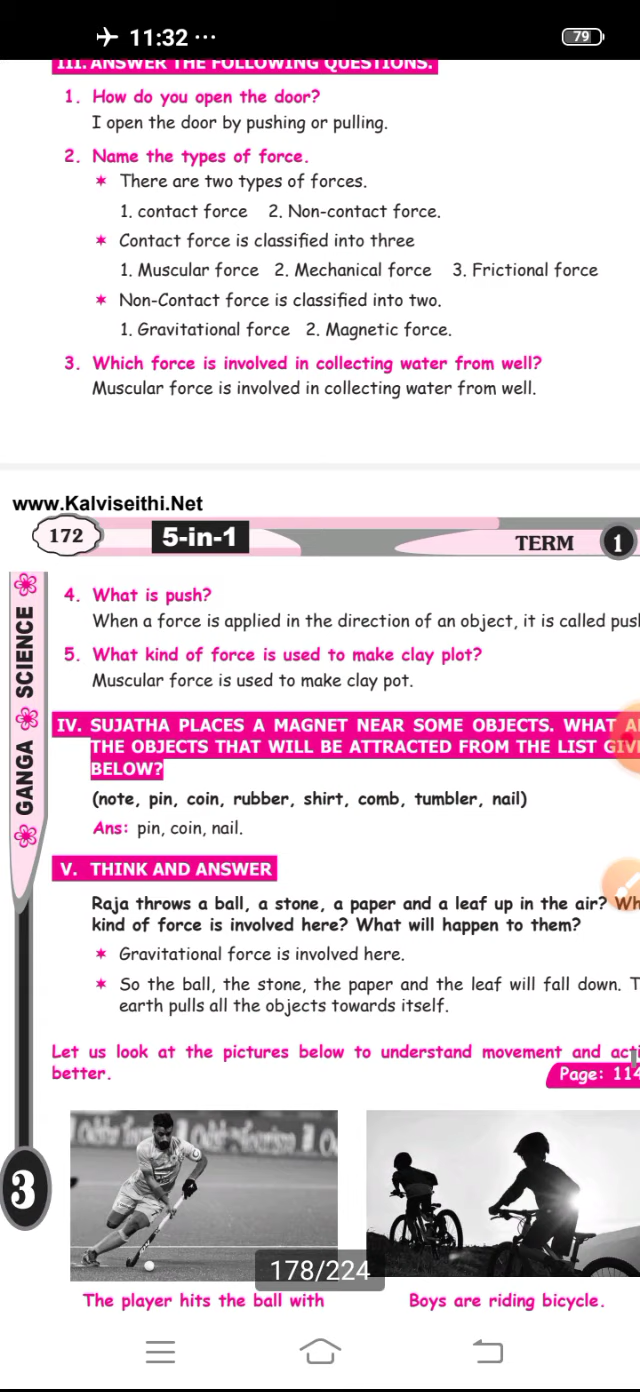 11:32 ...
79
III. ANSWER THE FOLLOWING QUESTIONS.
1. How do you open the door?
I open the door by pushing or pulling.
2. Name the types of force.
There are two types of forces.
1. contact force 2. Non-contact force.
Contact force is classified into three
1. Muscular force 2. Mechanical force 3. Frictional force
Non-Contact force is classified into two.
1. Gravitational force 2. Magnetic force.
3. Which force is involved in collecting water from well?
Muscular force is involved in collecting water from well.
www.Kalviseithi.Net
172
5-in-1
TERM 1
GANGA SCIENCE
4. What is push?
When a force is applied in the direction of an object, it is called
5. What kind of force is used to make clay plot?
Muscular force is used to make clay pot.
IV. SUJATHA PLACES A MAGNET NEAR SOME OBJECTS. WHAT
THE OBJECTS THAT WILL BE ATTRACTED FROM THE LIST
BELOW?
(note, pin, coin, rubber, shirt, comb, tumbler, nail)
Ans: pin, coin, nail.
V. THINK AND ANSWER
Raja throws a ball, a stone, a paper and a leaf up in the air?
kind of force is involved here? What will happen to them?
Gravitational force is involved here.
So the ball, the stone, the paper and the leaf will fall down.
earth pulls all the objects towards itself.
Let us look at the pictures below to understand movement and
better.
Page: 114
3
178/224
The player hits the ball with
Boys are riding bicycle.